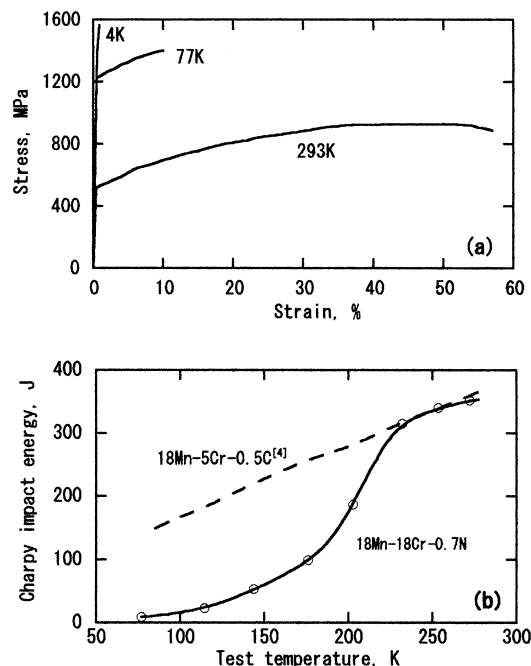 1600
4K
77K
1200
Stress, MPa
800
293K
400
(a)
0
0 10 20 30 40 50 60
Strain, %
400
Charpy impact energy, J
300
18Mn-5Cr-0.5C[4]
200
18Mn-18Cr-0.7N
100
(b)
0
50 100 150 200 250 300
Test temperature, K